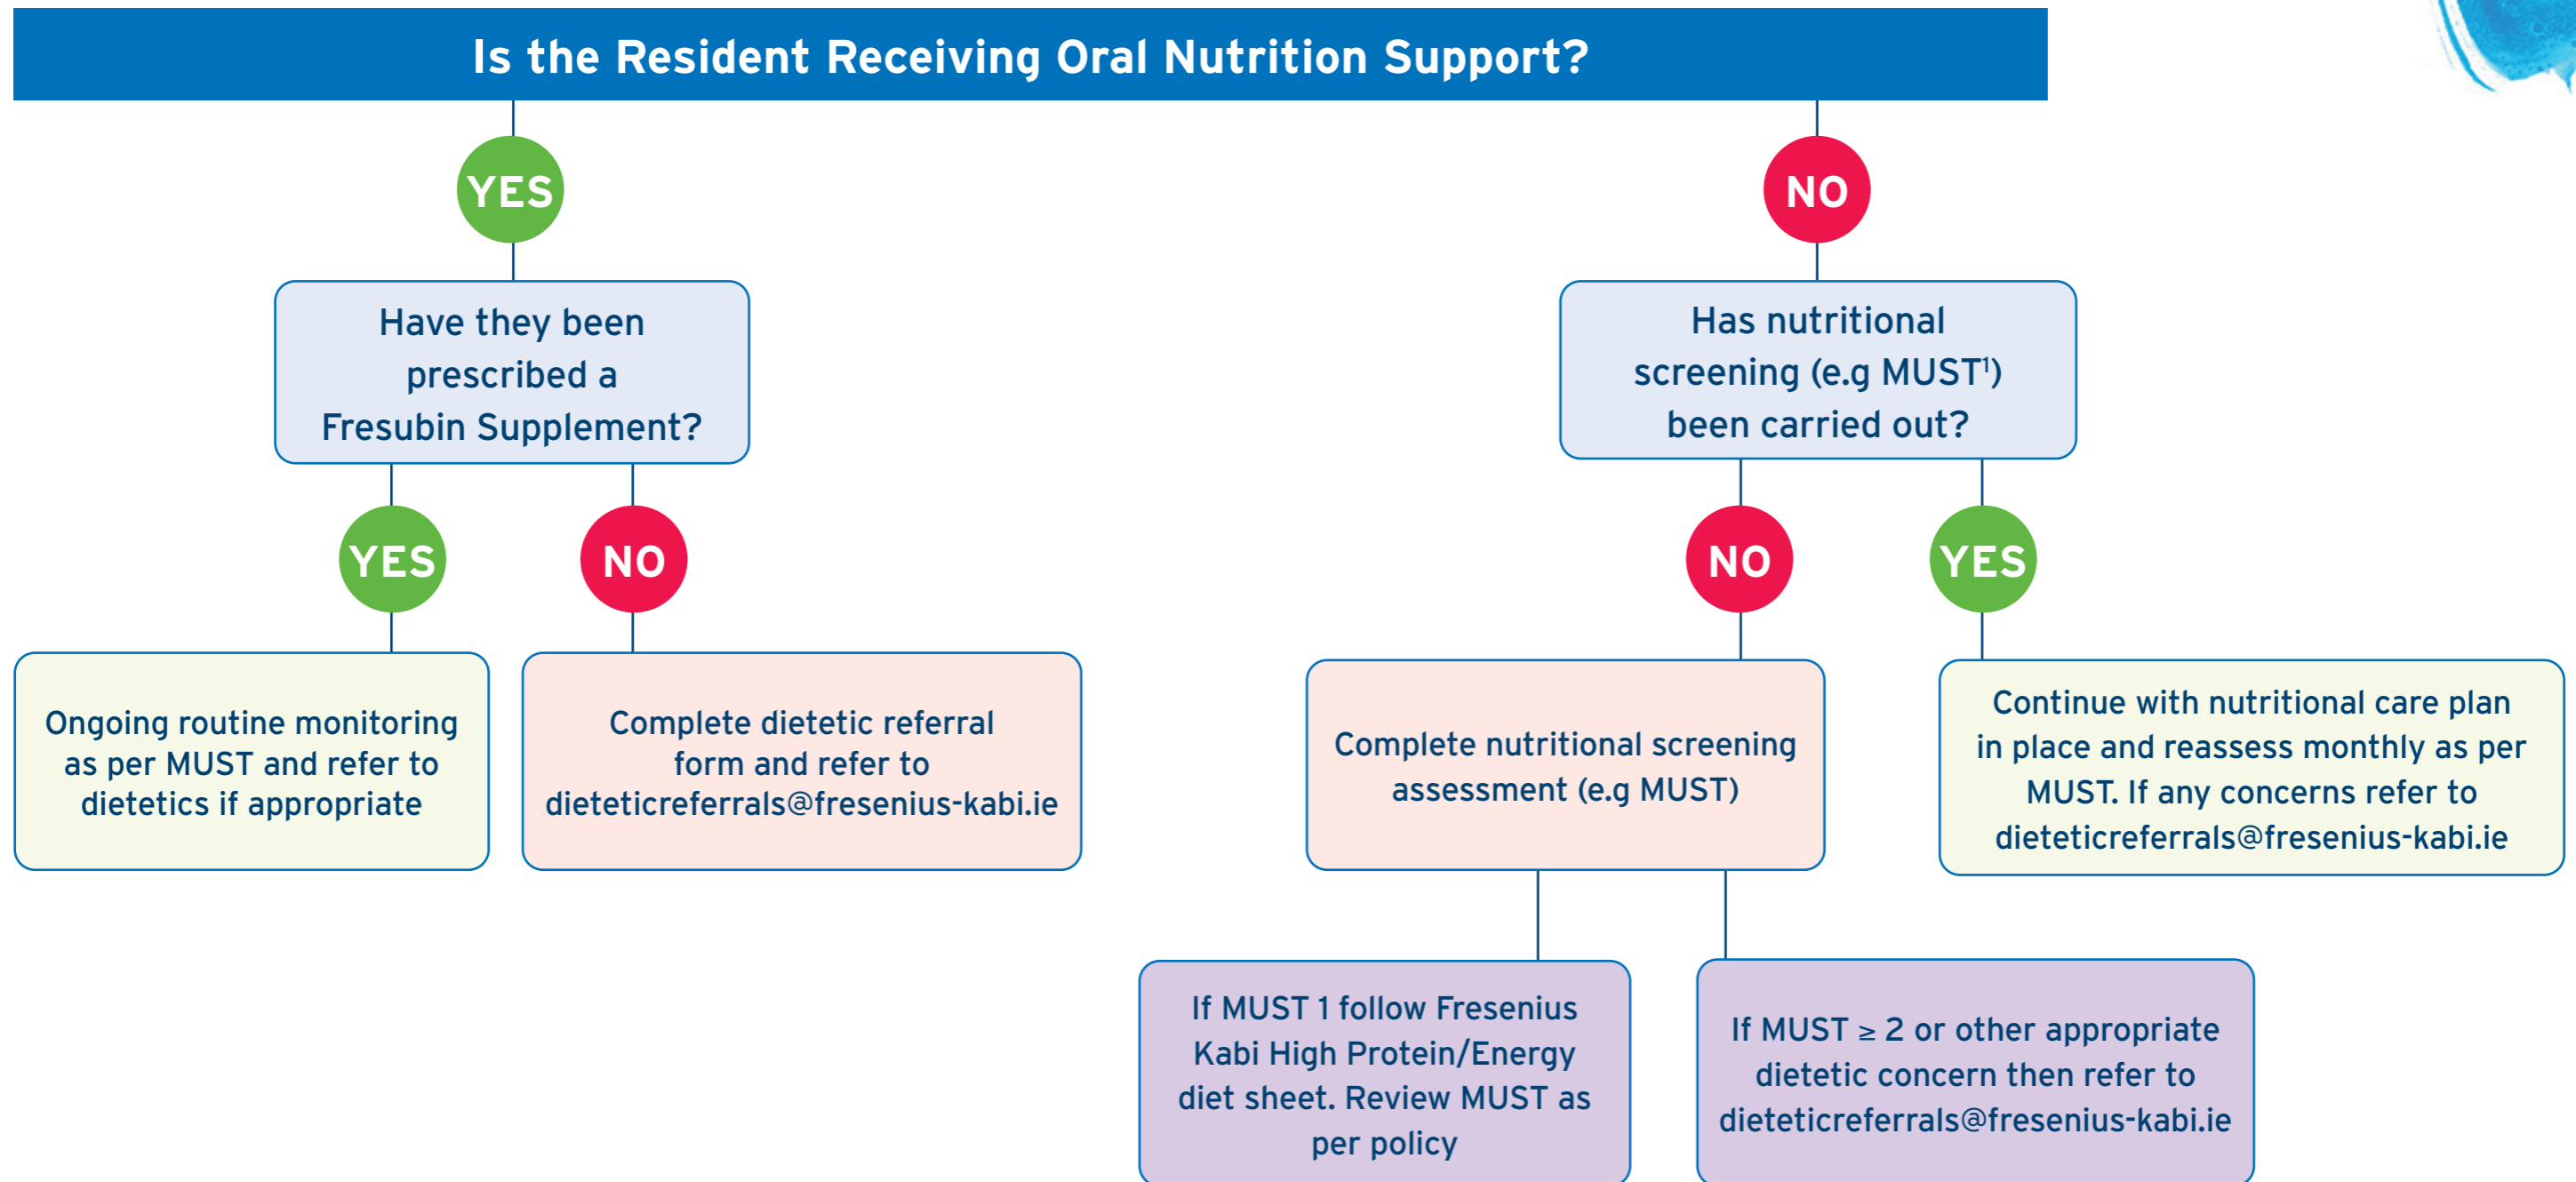 Is the Resident Receiving Oral Nutrition Support?
YES
NO
Have they been
prescribed a
Fresubin Supplement?
Has nutritional
screening (e.g MUST¹)
been carried out?
YES
NO
NO
YES
Ongoing routine monitoring
as per MUST and refer to
dietetics if appropriate
Complete dietetic referral
form and refer to
dieteticreferrals@fresenius-kabi.ie
Complete nutritional screening
assessment (e.g MUST)
Continue with nutritional care plan
in place and reassess monthly as per
MUST. If any concerns refer to
dieteticreferrals@fresenius-kabi.ie
If MUST 1 follow Fresenius
Kabi High Protein/Energy
diet sheet. Review MUST as
per policy
If MUST ≥ 2 or other appropriate
dietetic concern then refer to
dieteticreferrals@fresenius-kabi.ie